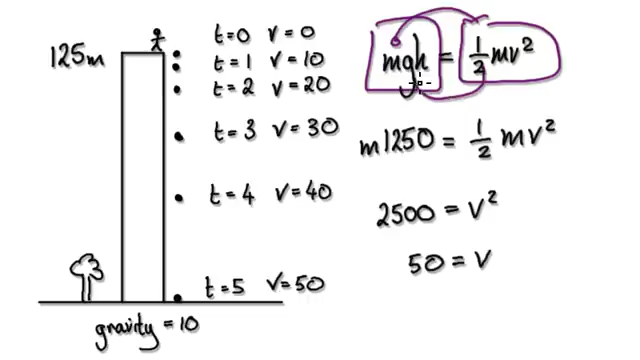 125m
t=0 v=0
t=1 v=10
t=2 v=20
t=3 v=30
t=4 v=40
t=5 v=50
gravity = 10
mgh = 1/2 mv²
m1250 = 1/2 mv²
2500 = v²
50 = v